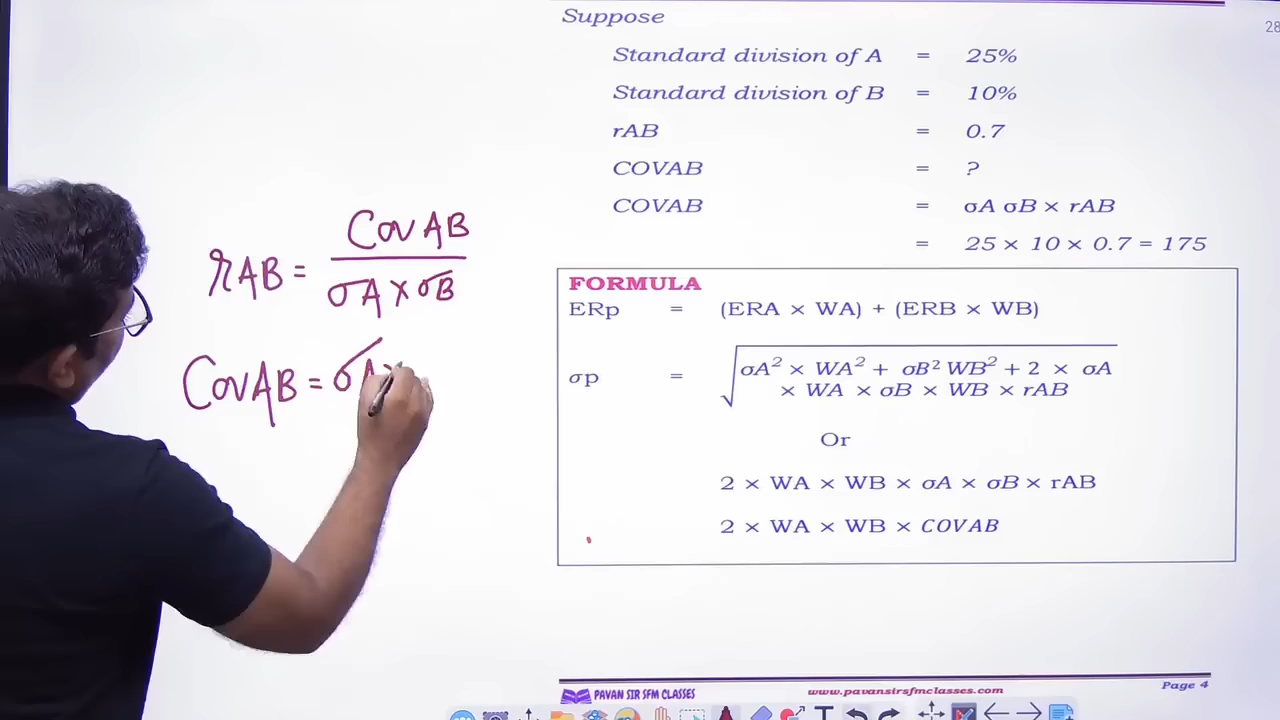 Suppose
28
Standard division of A = 25%
Standard division of B = 10%
rAB = 0.7
COVAB = ?
COVAB = σA σB × rAB
= 25 × 10 × 0.7 = 175
rAB = CovAB / σA × σB
CovAB = σA ×
FORMULA
ERp = (ERA × WA) + (ERB × WB)
σp = √σA² × WA² + σB² WB² + 2 × σA
× WA × σB × WB × rAB
Or
2 × WA × WB × σA × σB × rAB
2 × WA × WB × COVAB
PAVAN SIR SFM CLASSES www.pavansirsfmclasses.com Page 4